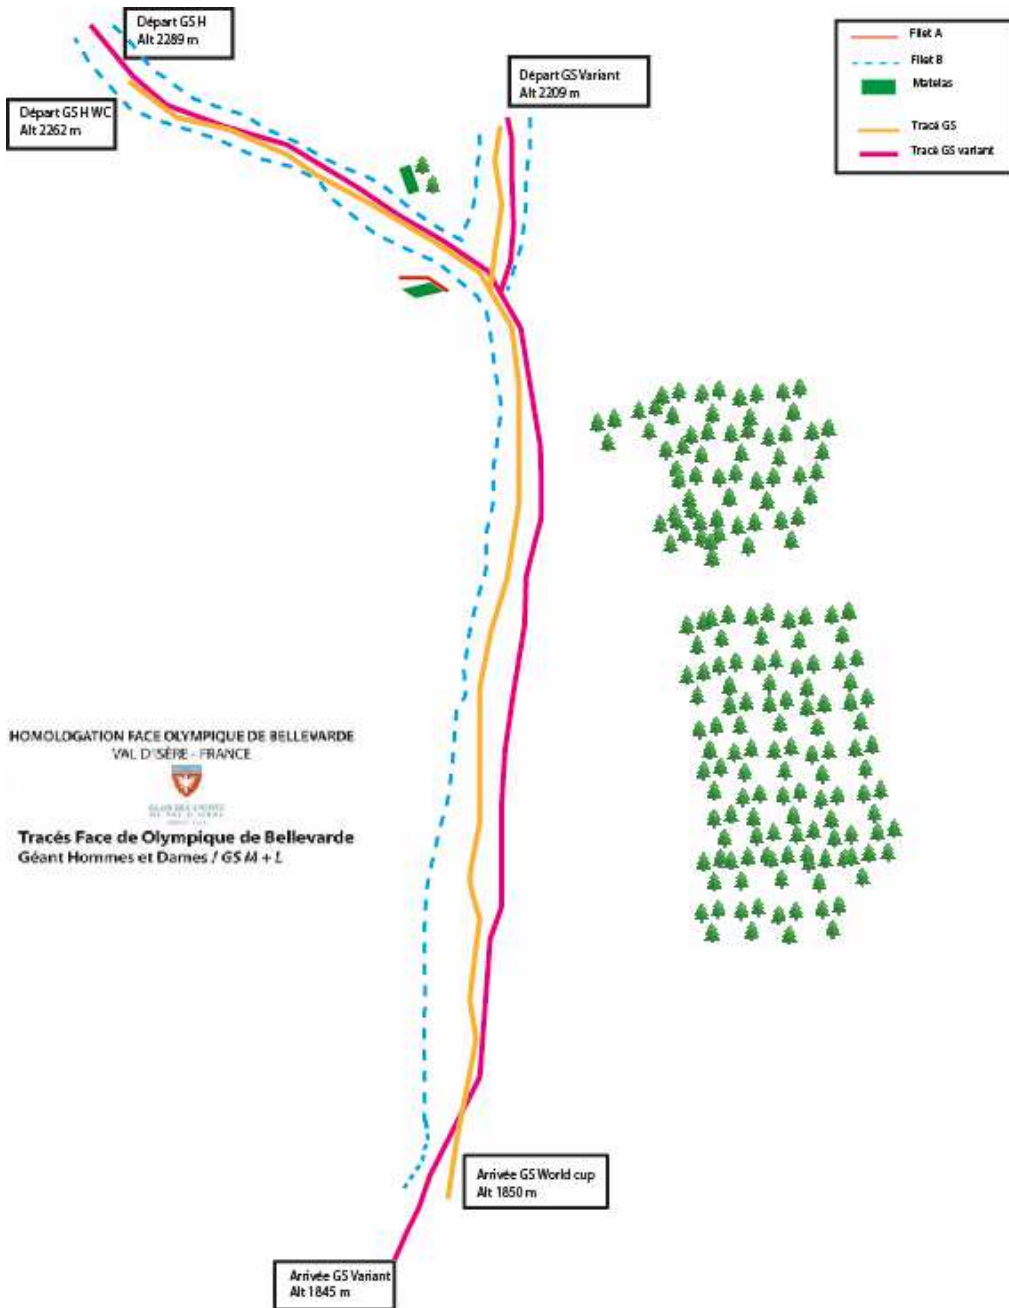 Départ GS H
Alt 2289 m
Départ GS H WC
Alt 2262 m
Départ GS Variant
Alt 2209 m
Filet A
Filet B
Matelas
Tracé GS
Tracé GS variant
HOMOLOGATION FACE OLYMPIQUE DE BELLEVARDE
VAL D'ISÈRE - FRANCE
Tracés Face de Olympique de Bellevarde
Géant Hommes et Dames / GS M + L
Arrivée GS World cup
Alt 1850 m
Arrivée GS Variant
Alt 1845 m